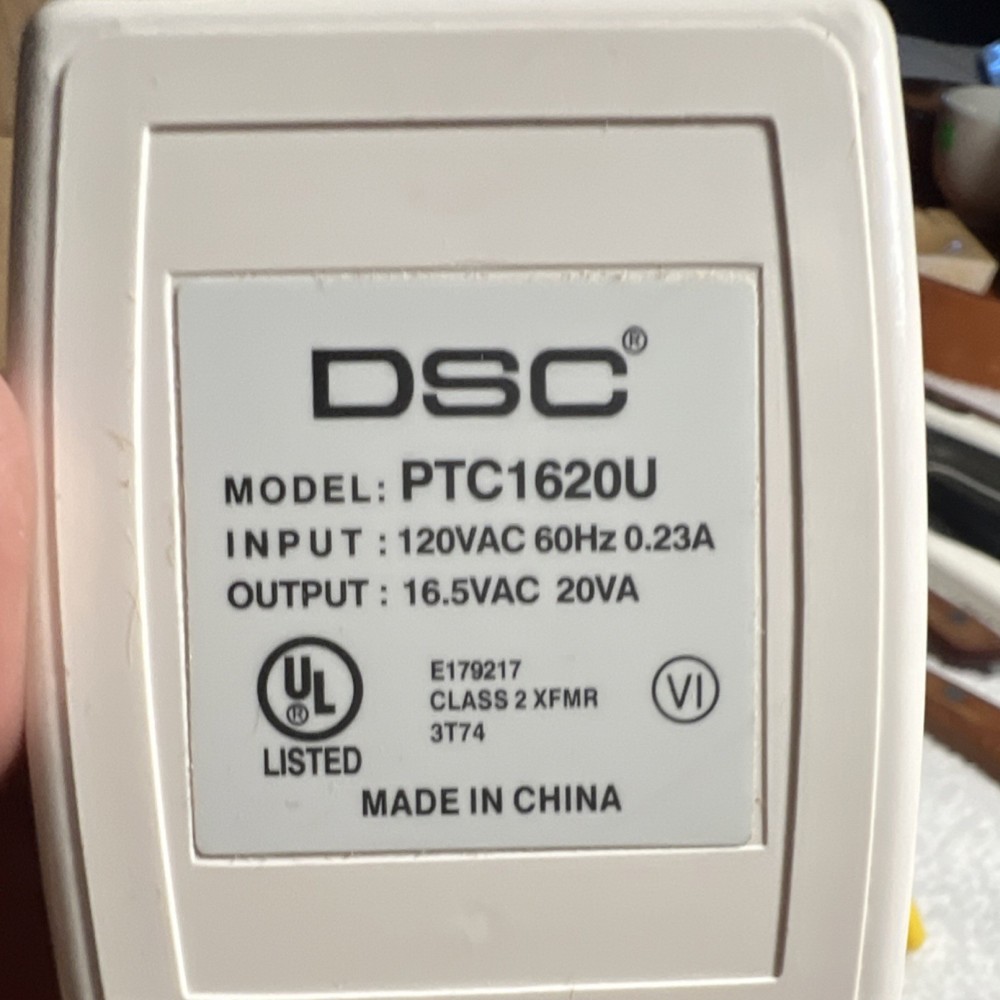 DSC®
MODEL: PTC1620U
INPUT : 120VAC 60Hz 0.23A
OUTPUT : 16.5VAC 20VA
UL ®
LISTED
E179217
CLASS 2 XFMR
3T74
VI
MADE IN CHINA